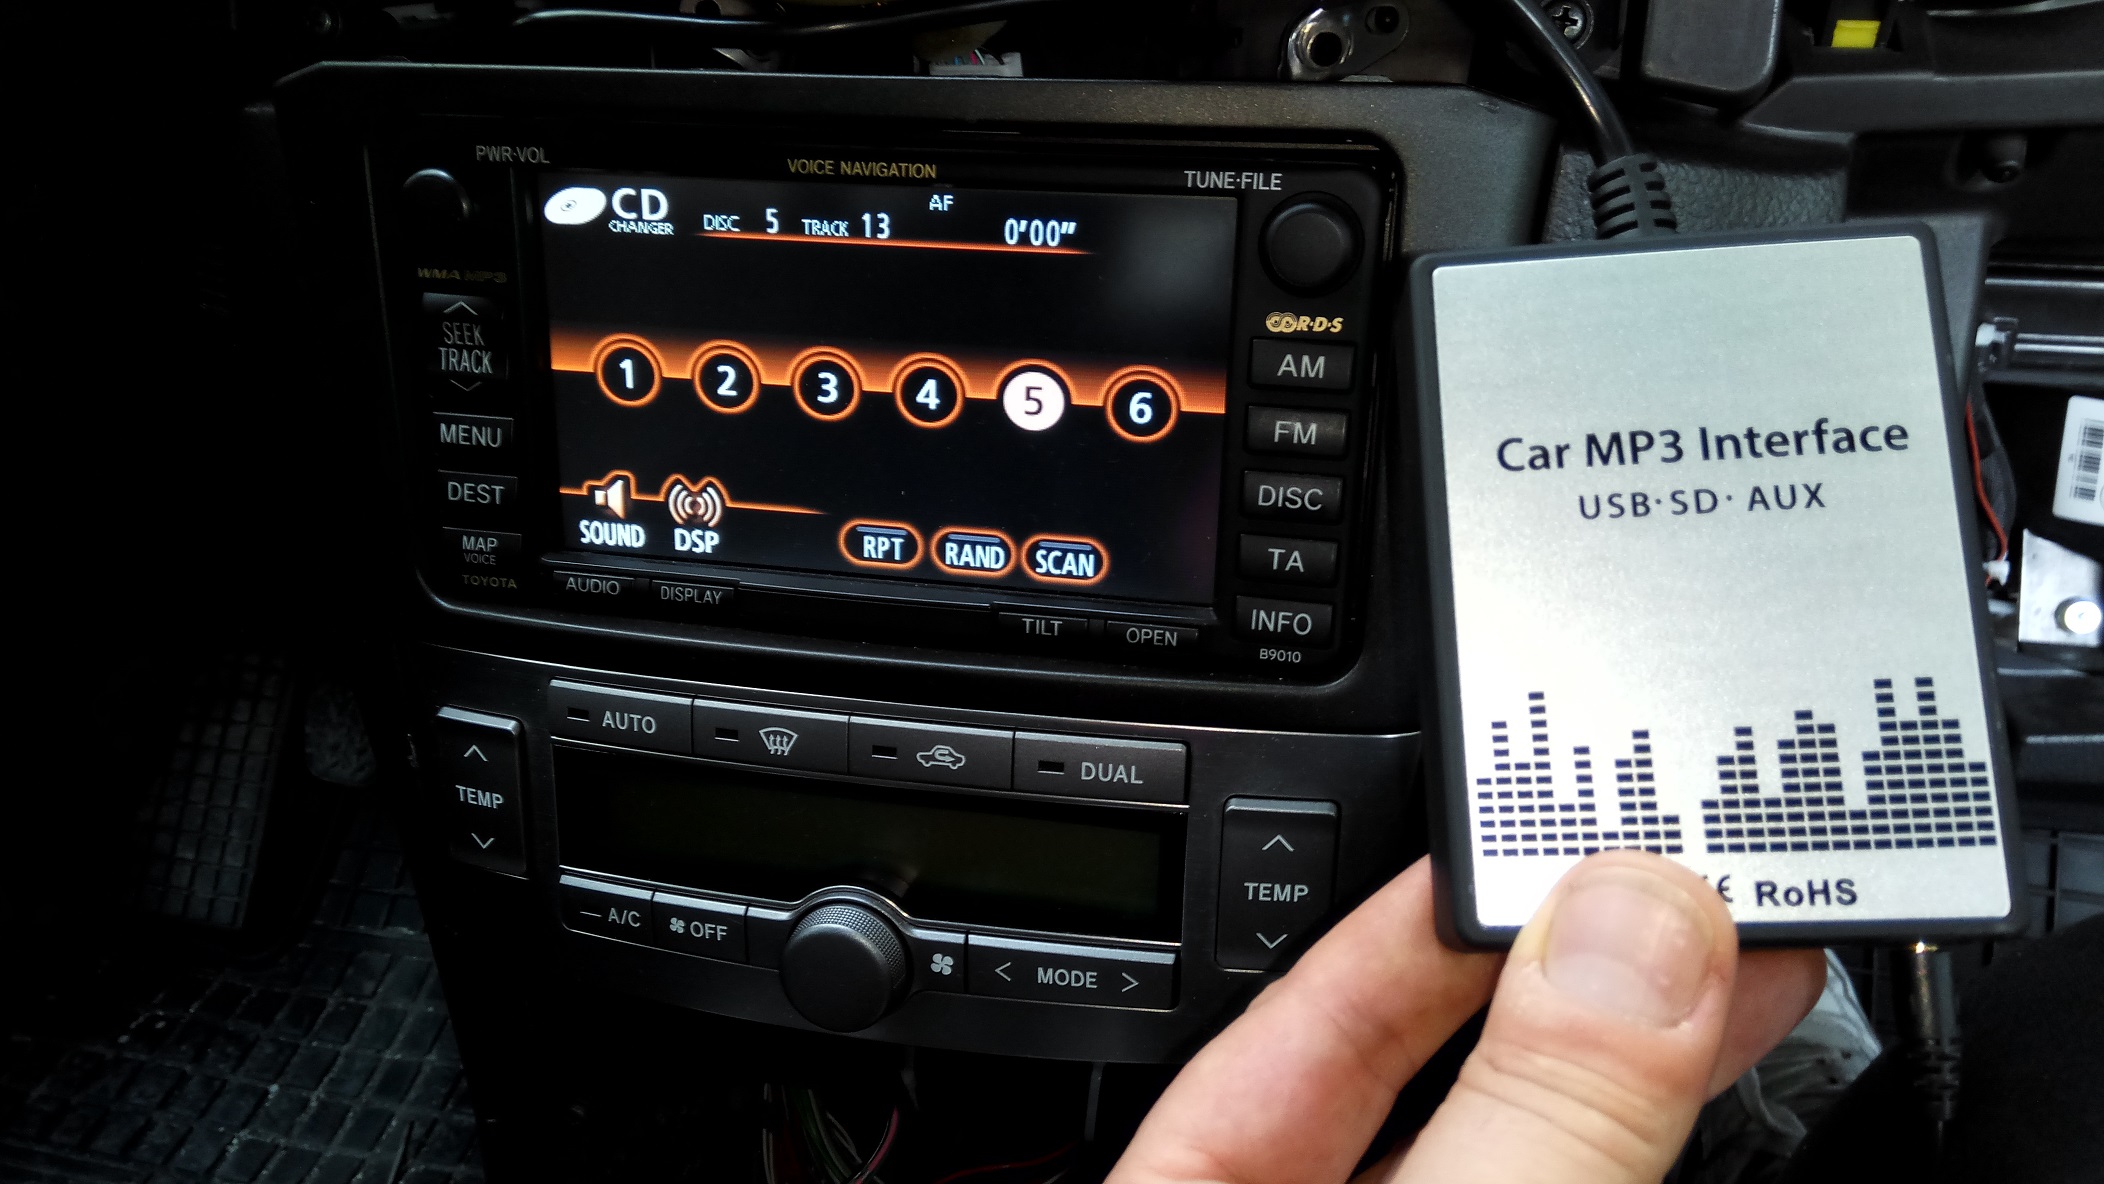 PWR·VOL
VOICE NAVIGATION
TUNE·FILE
CD
CHANGER
DISC 5 TRACK 13
AF
0'00"
WMA MP3
SEEK
TRACK
MENU
DEST
MAP
VOICE
TOYOTA
1 2 3 4 5 6
SOUND
DSP
RPT
RAND
SCAN
R·D·S
AM
FM
DISC
TA
INFO
B9010
AUDIO
DISPLAY
TILT
OPEN
AUTO
DUAL
TEMP
TEMP
A/C
OFF
< MODE >
Car MP3 Interface
USB·SD· AUX
RoHS